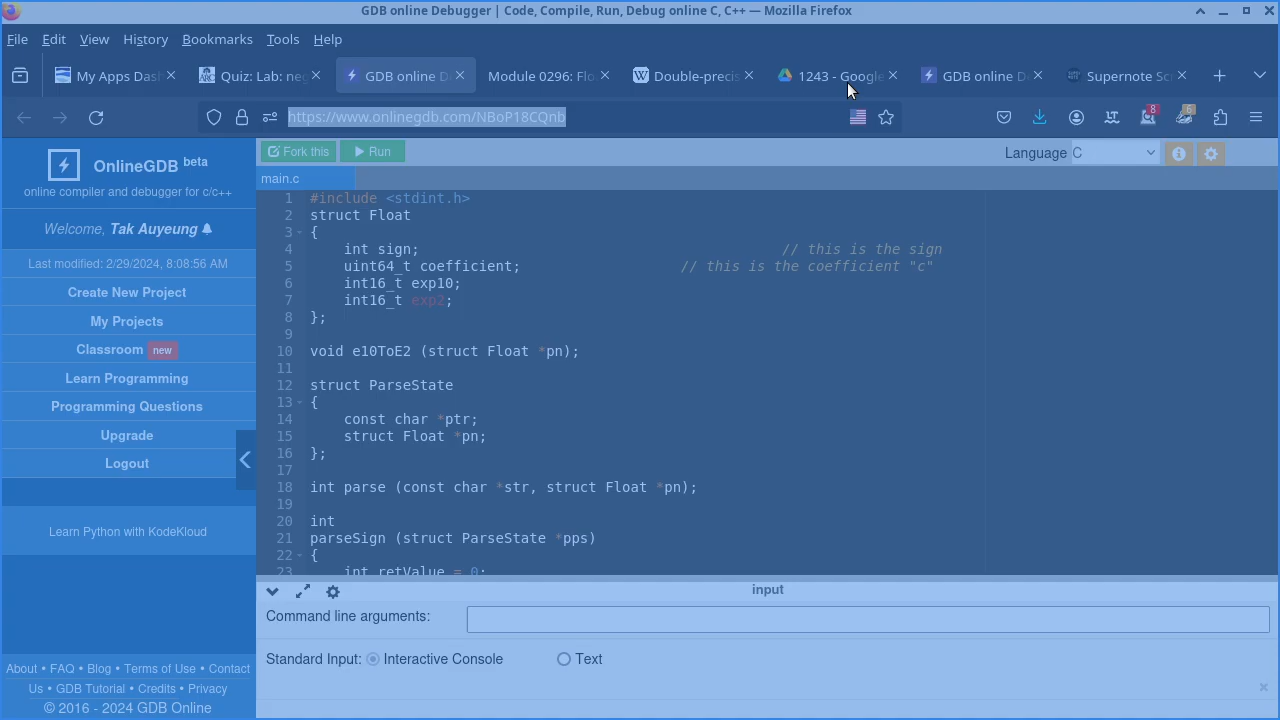 GDB online Debugger | Code, Compile, Run, Debug online C, C++ — Mozilla Firefox
File Edit View History Bookmarks Tools Help
My Apps Das
Quiz: Lab: neg
GDB online D
Module 0296: Flo
Double-precis
1243 - Google
GDB online D
Supernote Sc
https://www.onlinegdb.com/NBoP18CQnb
8
6
OnlineGDB beta
online compiler and debugger for c/c++
Welcome, Tak Auyeung
Last modified: 2/29/2024, 8:08:56 AM
Create New Project
My Projects
Classroom new
Learn Programming
Programming Questions
Upgrade
Logout
Learn Python with KodeKloud
About • FAQ • Blog • Terms of Use • Contact
Us • GDB Tutorial • Credits • Privacy
© 2016 - 2024 GDB Online
Fork this
Run
Language C
main.c
1 #include <stdint.h>
2 struct Float
3 {
4 int sign; // this is the sign
5 uint64_t coefficient; // this is the coefficient "c"
6 int16_t exp10;
7 int16_t exp2;
8 };
9
10 void e10ToE2 (struct Float *pn);
11
12 struct ParseState
13 {
14 const char *ptr;
15 struct Float *pn;
16 };
17
18 int parse (const char *str, struct Float *pn);
19
20 int
21 parseSign (struct ParseState *pps)
22 {
23 int retValue = 0;
input
Command line arguments:
Standard Input: Interactive Console Text